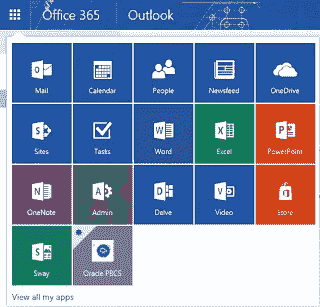 Office 365 Outlook
Mail Calendar People Newsfeed OneDrive
Sites Tasks Word Excel PowerPoint
OneNote Admin Delve Video Store
Sway Oracle PBCS
View all my apps